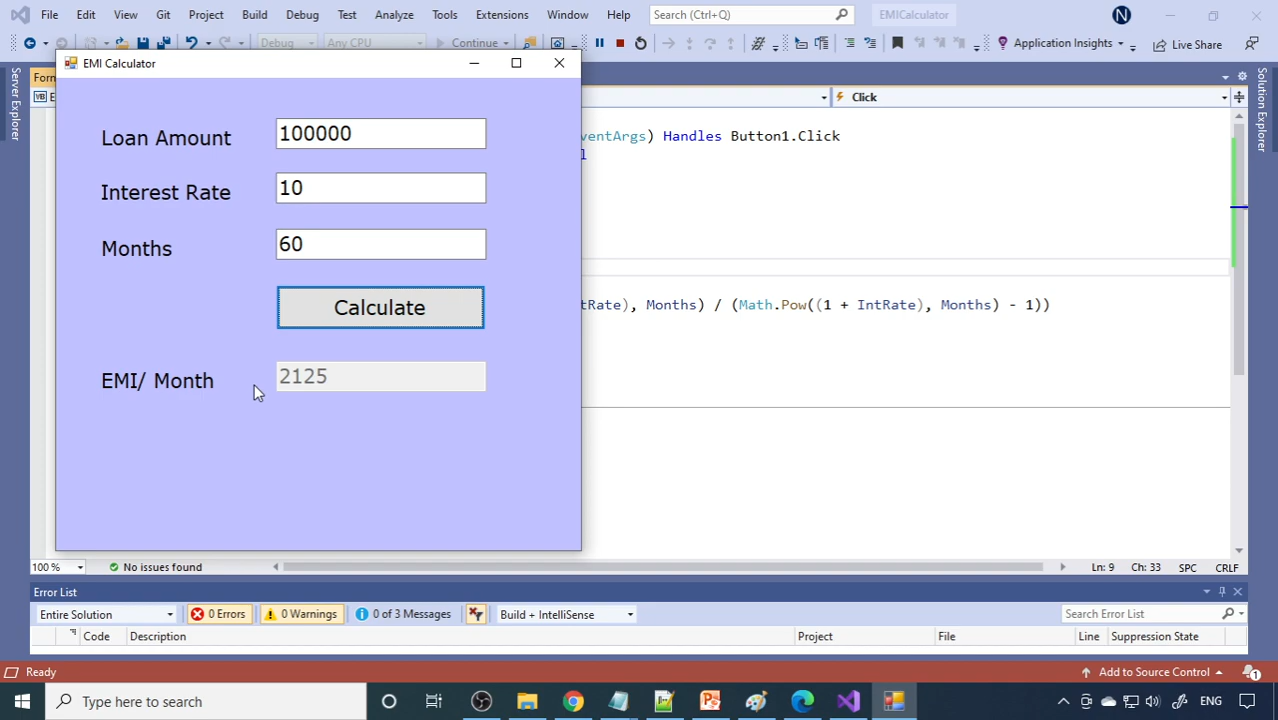 File Edit View Git Project Build Debug Test Analyze Tools Extensions Window Help Search (Ctrl+Q) EMICalculator N
Debug Any CPU Continue Application Insights Live Share
EMI Calculator
Form
Server Explorer
Solution Explorer
VB Click
Loan Amount 100000
ventArgs) Handles Button1.Click
l
Interest Rate 10
Months 60
Calculate
tRate), Months) / (Math.Pow((1 + IntRate), Months) - 1))
EMI/ Month 2125
100 % No issues found Ln: 9 Ch: 33 SPC CRLF
Error List
Entire Solution 0 Errors 0 Warnings 0 of 3 Messages Build + IntelliSense Search Error List
Code Description Project File Line Suppression State
Ready Add to Source Control 1
Type here to search ENG